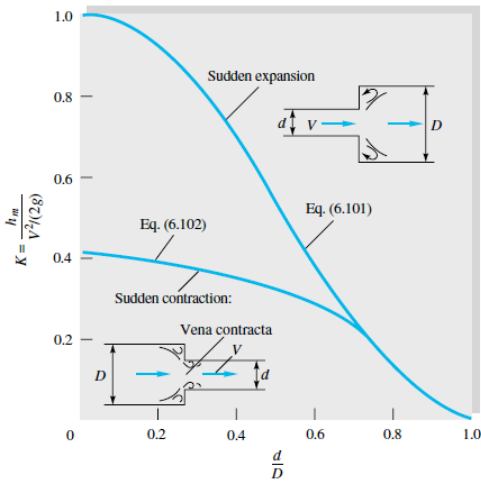 1.0
Sudden expansion
0.8
d
V
D
0.6
K = h_m / V²/(2g)
Eq. (6.101)
Eq. (6.102)
0.4
Sudden contraction:
Vena contracta
0.2
V
D
d
0
0.2
0.4
0.6
0.8
1.0
d
D